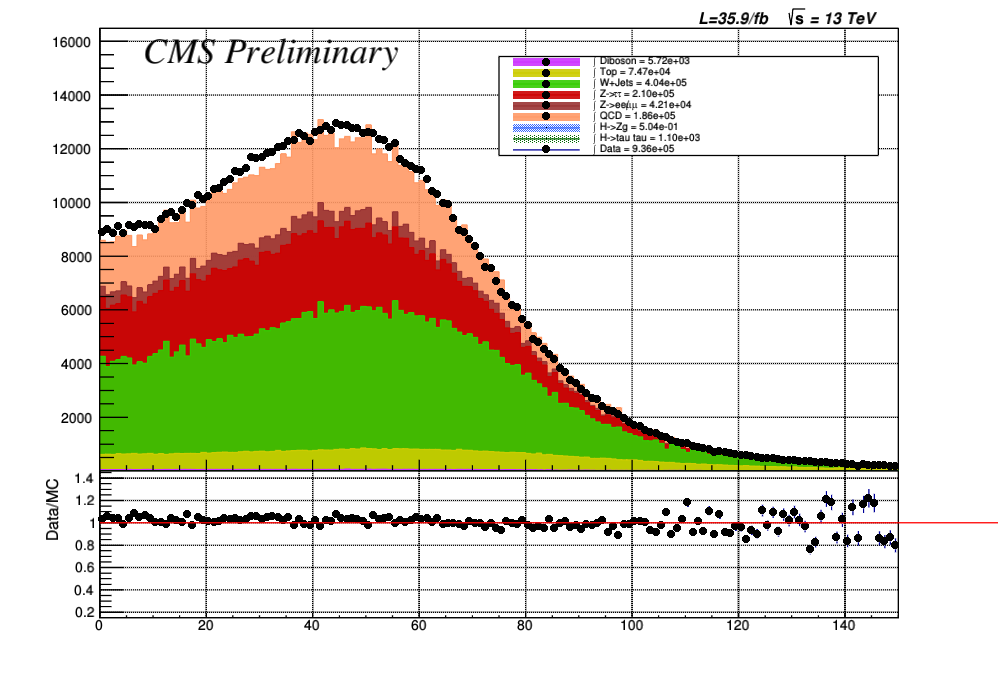 L=35.9/fb √s = 13 TeV
CMS Preliminary
∫ Diboson = 5.72e+03
∫ Top = 7.47e+04
∫ W+Jets = 4.04e+05
∫ Z->ττ = 2.10e+05
∫ Z->ee/μμ = 4.21e+04
∫ QCD = 1.86e+05
∫ H->Zg = 5.04e-01
∫ H->tau tau = 1.10e+03
∫ Data = 9.36e+05
16000
14000
12000
10000
8000
6000
4000
2000
Data/MC
1.4
1.2
1
0.8
0.6
0.4
0.2
0 20 40 60 80 100 120 140